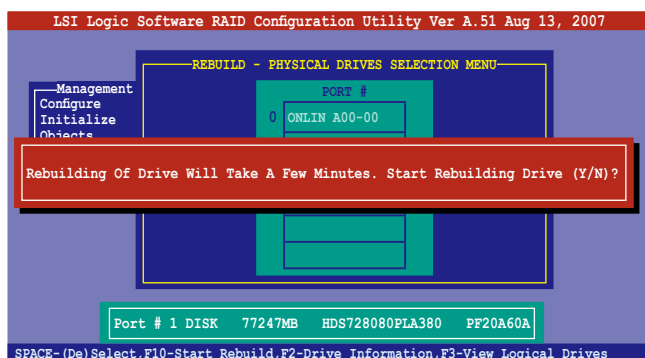 LSI Logic Software RAID Configuration Utility Ver A.51 Aug 13, 2007
REBUILD - PHYSICAL DRIVES SELECTION MENU
Management
Configure
Initialize
Objects
PORT #
0 ONLIN A00-00
Rebuilding Of Drive Will Take A Few Minutes. Start Rebuilding Drive (Y/N)?
Port # 1 DISK 77247MB HDS728080PLA380 PF20A60A
SPACE-(De)Select,F10-Start Rebuild,F2-Drive Information,F3-View Logical Drives